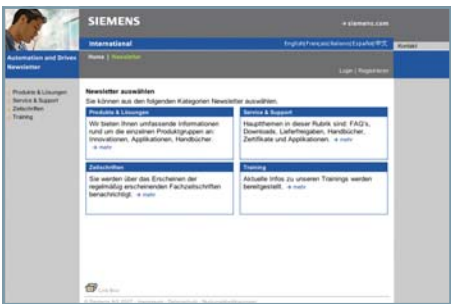 SIEMENS
siemens.com
International
English|Français|Italiano|Español|中文
Kontakt
Automation and Drives
Newsletter
Home | Newsletter
Login | Registrieren
Produkte & Lösungen
Service & Support
Zeitschriften
Training
Newsletter auswählen
Sie können aus den folgenden Kategorien Newsletter auswählen.
Produkte & Lösungen
Wir bieten Ihnen umfassende Informationen
rund um die einzelnen Produktgruppen an:
Innovationen, Applikationen, Handbücher.
mehr
Service & Support
Hauptthemen in dieser Rubrik sind: FAQ's,
Downloads, Lieferfreigaben, Handbücher,
Zertifikate und Applikationen. mehr
Zeitschriften
Sie werden über das Erscheinen der
regelmäßig erscheinenden Fachzeitschriften
benachrichtigt. mehr
Training
Aktuelle Infos zu unseren Trainings werden
bereitgestellt. mehr
Link-Box